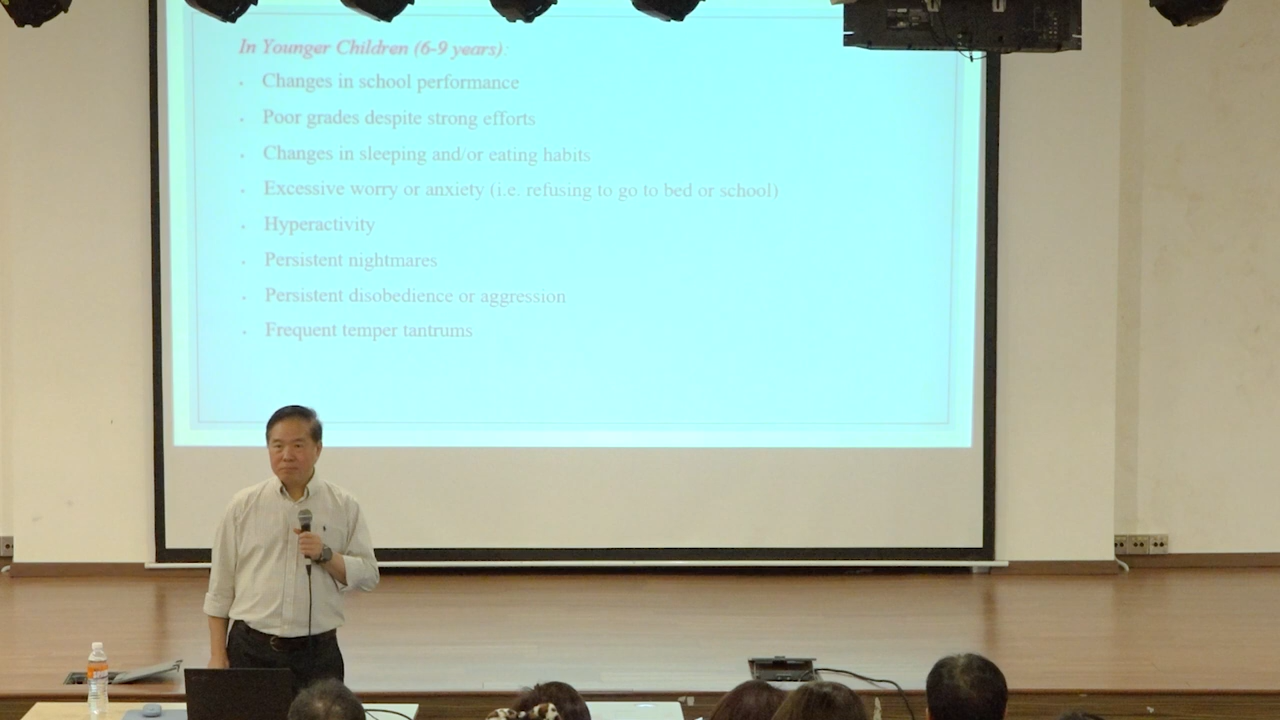 In Younger Children (6-9 years):
• Changes in school performance
• Poor grades despite strong efforts
• Changes in sleeping and/or eating habits
• Excessive worry or anxiety (i.e. refusing to go to bed or school)
• Hyperactivity
• Persistent nightmares
• Persistent disobedience or aggression
• Frequent temper tantrums